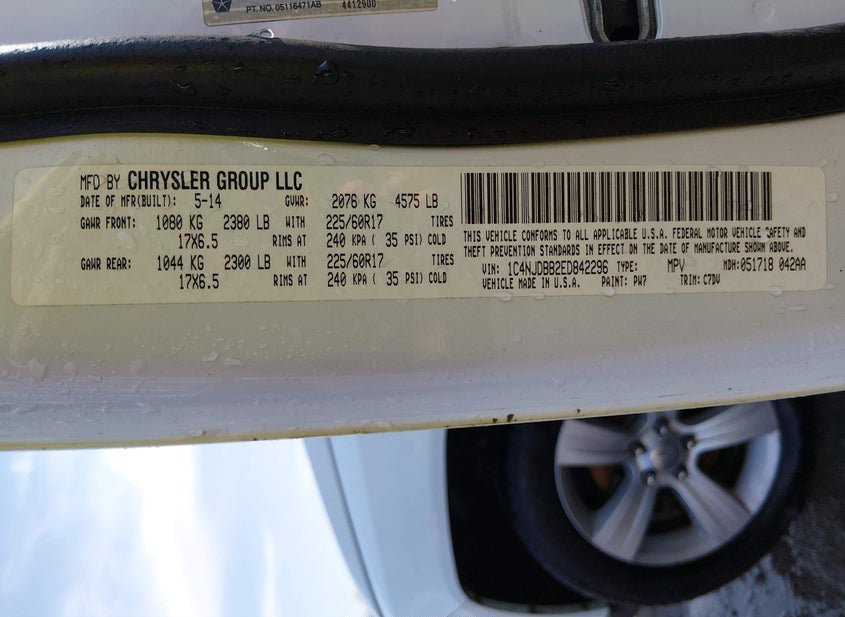 PT. NO. 05116471AB 4412900
MFD BY CHRYSLER GROUP LLC
DATE OF MFR(BUILT): 5-14 GVWR: 2076 KG 4575 LB
GAWR FRONT: 1080 KG 2380 LB WITH 225/60R17 TIRES
17X6.5 RIMS AT 240 KPA ( 35 PSI) COLD
GAWR REAR: 1044 KG 2300 LB WITH 225/60R17 TIRES
17X6.5 RIMS AT 240 KPA ( 35 PSI) COLD
THIS VEHICLE CONFORMS TO ALL APPLICABLE U.S.A. FEDERAL MOTOR VEHICLE SAFETY AND
THEFT PREVENTION STANDARDS IN EFFECT ON THE DATE OF MANUFACTURE SHOWN ABOVE.
VIN: 1C4NJDBB2ED842296 TYPE: MPV MDH:051718 042AA
VEHICLE MADE IN U.S.A. PAINT: PW7 TRIM: C7DV